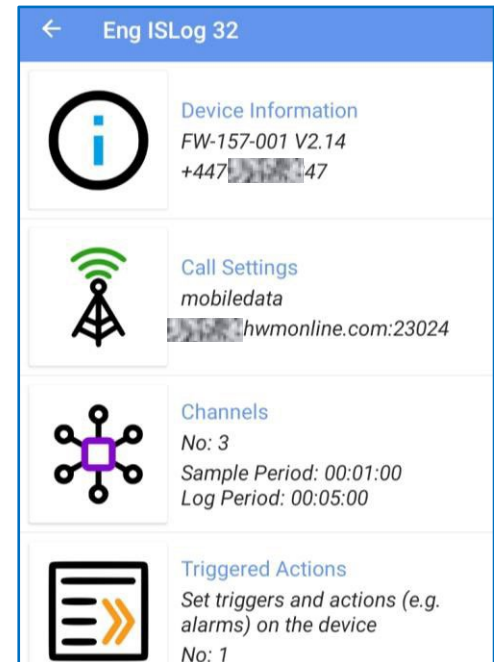 Eng ISLog 32
Device Information
FW-157-001 V2.14
+447 47
Call Settings
mobiledata
hwmonline.com:23024
Channels
No: 3
Sample Period: 00:01:00
Log Period: 00:05:00
Triggered Actions
Set triggers and actions (e.g.
alarms) on the device
No: 1